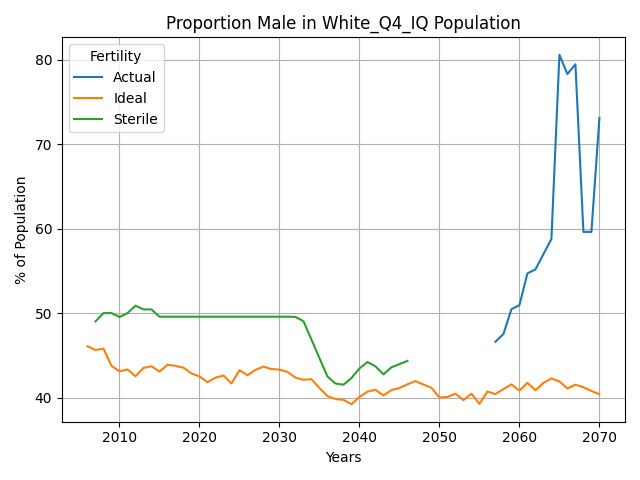 Proportion Male in White_Q4_IQ Population
Fertility
Actual
Ideal
Sterile
% of Population
80
70
60
50
40
2010 2020 2030 2040 2050 2060 2070
Years